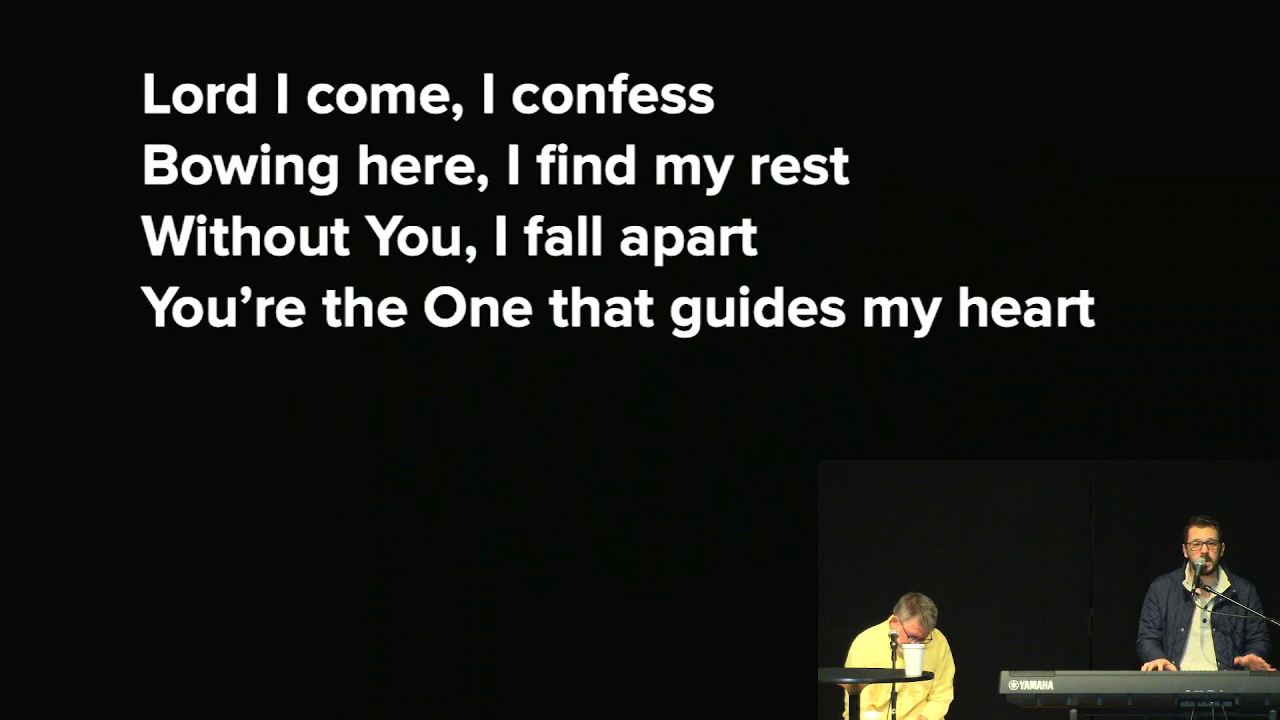 Lord I come, I confess
Bowing here, I find my rest
Without You, I fall apart
You’re the One that guides my heart
YAMAHA